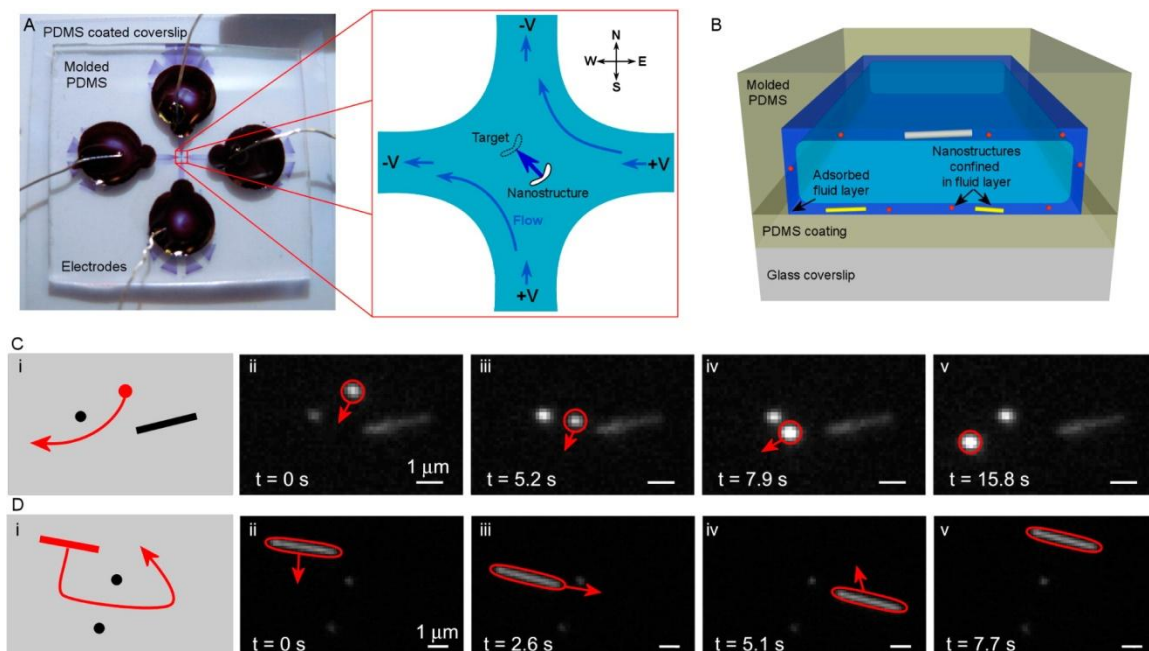 A
PDMS coated coverslip
Molded
PDMS
Electrodes
-V
N
W E
S
Target
-V
+V
Nanostructure
Flow
+V
B
Molded
PDMS
Adsorbed
fluid layer
Nanostructures
confined
in fluid layer
PDMS coating
Glass coverslip
C
i
ii
t = 0 s
1 μm
iii
t = 5.2 s
iv
t = 7.9 s
v
t = 15.8 s
D
i
ii
t = 0 s
1 μm
iii
t = 2.6 s
iv
t = 5.1 s
v
t = 7.7 s